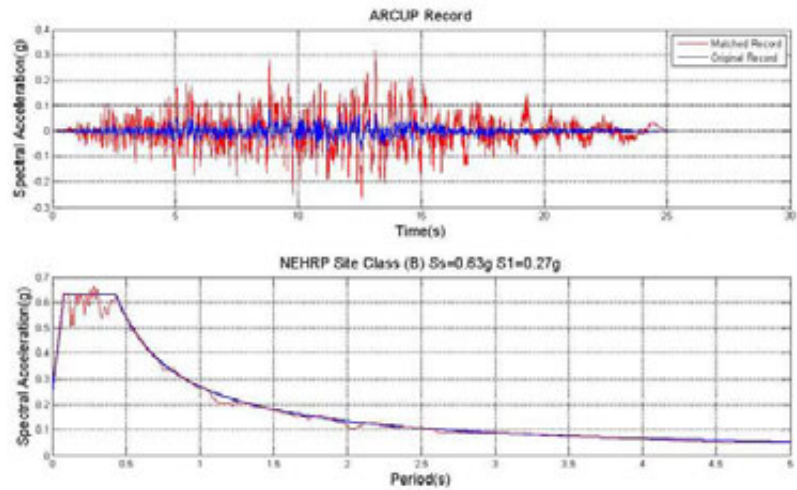 ARCUP Record
0.4
0.3
0.2
0.1
0
-0.1
-0.2
-0.3
Spectral Acceleration(g)
Matched Record
Original Record
0 5 10 15 20 25 30
Time(s)
NEHRP Site Class (B) Ss=0.63g S1=0.27g
0.7
0.6
0.5
0.4
0.3
0.2
0.1
0
Spectral Acceleration(g)
0 0.5 1 1.5 2 2.5 3 3.5 4 4.5 5
Period(s)